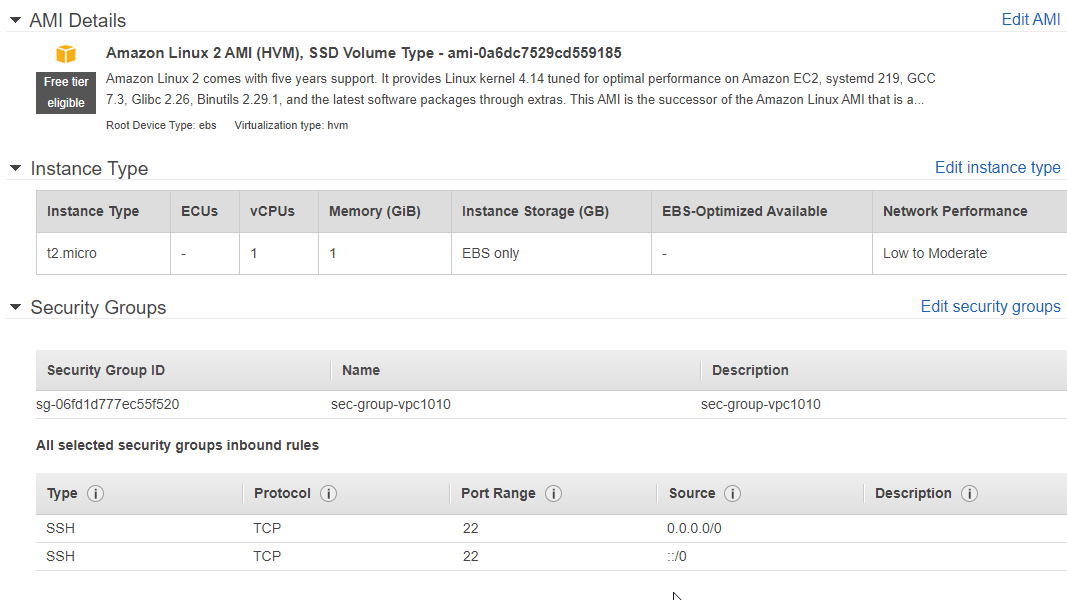 AMI Details Edit AMI
Amazon Linux 2 AMI (HVM), SSD Volume Type - ami-0a6dc7529cd559185
Free tier eligible
Amazon Linux 2 comes with five years support. It provides Linux kernel 4.14 tuned for optimal performance on Amazon EC2, systemd 219, GCC
7.3, Glibc 2.26, Binutils 2.29.1, and the latest software packages through extras. This AMI is the successor of the Amazon Linux AMI that is a...
Root Device Type: ebs Virtualization type: hvm
Instance Type Edit instance type
Instance Type ECUs vCPUs Memory (GiB) Instance Storage (GB) EBS-Optimized Available Network Performance
t2.micro - 1 1 EBS only - Low to Moderate
Security Groups Edit security groups
Security Group ID Name Description
sg-06fd1d777ec55f520 sec-group-vpc1010 sec-group-vpc1010
All selected security groups inbound rules
Type Protocol Port Range Source Description
SSH TCP 22 0.0.0.0/0
SSH TCP 22 ::/0